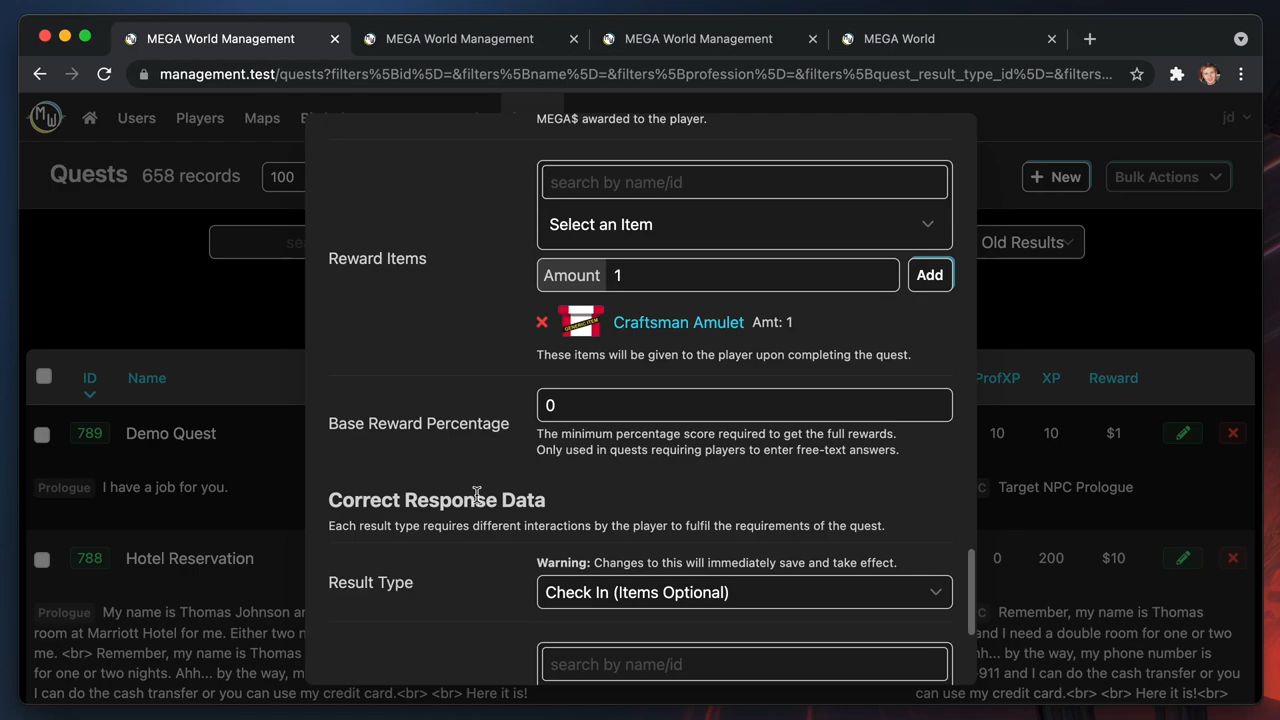 MEGA World Management
MEGA World Management
MEGA World Management
MEGA World
management.test/quests?filters%5Bid%5D=&filters%5Bname%5D=&filters%5Bprofession%5D=&filters%5Bquest_result_type_id%5D=&filters...
MW
Users
Players
Maps
jd
Quests
658 records
100
+ New
Bulk Actions
Old Results
MEGA$ awarded to the player.
search by name/id
Select an Item
Reward Items
Amount 1
Add
GENERIC ITEM
Craftsman Amulet Amt: 1
These items will be given to the player upon completing the quest.
Base Reward Percentage
0
The minimum percentage score required to get the full rewards.
Only used in quests requiring players to enter free-text answers.
Correct Response Data
Each result type requires different interactions by the player to fulfil the requirements of the quest.
Warning: Changes to this will immediately save and take effect.
Result Type
Check In (Items Optional)
search by name/id
ID
Name
XP
Reward
789
Demo Quest
10
10
$1
Prologue I have a job for you.
Target NPC Prologue
788
Hotel Reservation
0
200
$10
Prologue My name is Thomas Johnson
room at Marriott Hotel for me. Either two
me. <br> Remember, my name is Thomas
for one or two nights. Ahh... by the way, m
I can do the cash transfer or you can use my credit card.<br> <br> Here it is!
Remember, my name is Thomas
and I need a double room for one or two
... by the way, my phone number is
-911 and I can do the cash transfer or you
can use my credit card.<br> <br> Here it is!<br>